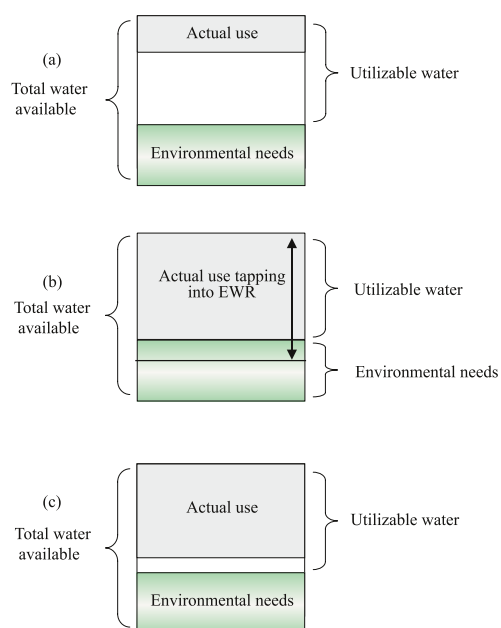 Actual use
(a)
Total water
available
Utilizable water
Environmental needs
(b)
Total water
available
Actual use tapping
into EWR
Utilizable water
Environmental needs
(c)
Total water
available
Actual use
Utilizable water
Environmental needs